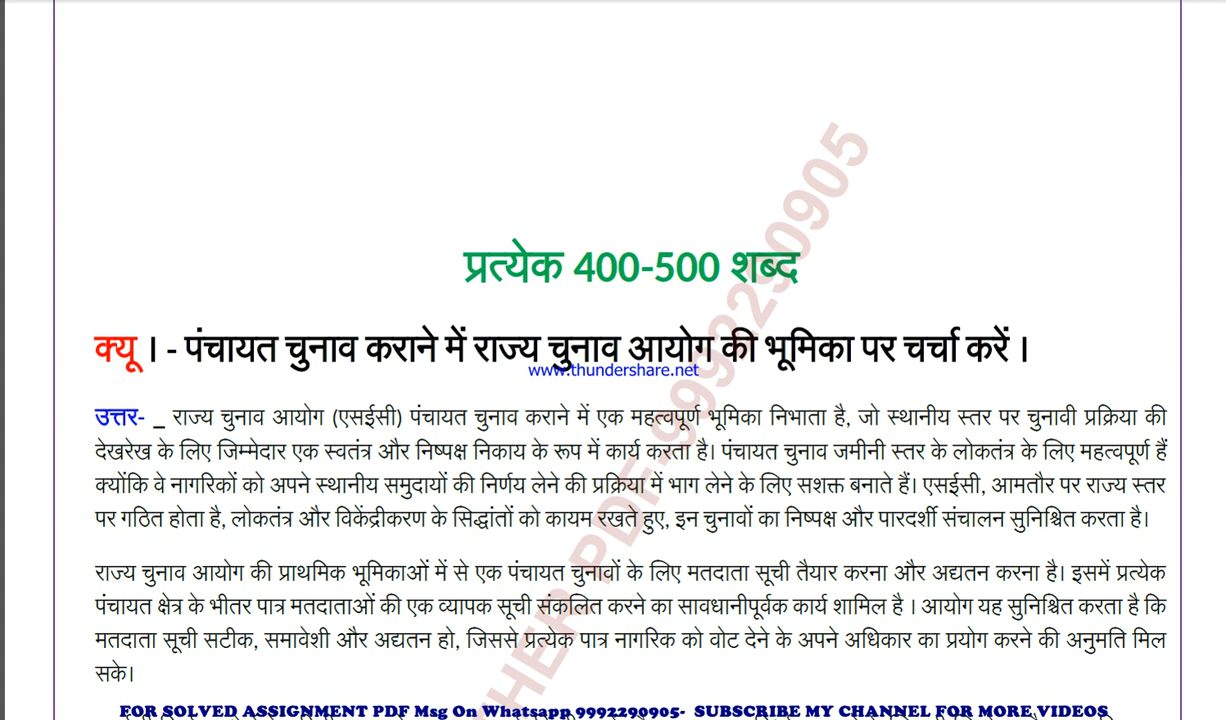 प्रत्येक 400-500 शब्द
क्यू । - पंचायत चुनाव कराने में राज्य चुनाव आयोग की भूमिका पर चर्चा करें ।
www.thundershare.net
उत्तर- _ राज्य चुनाव आयोग (एसईसी) पंचायत चुनाव कराने में एक महत्वपूर्ण भूमिका निभाता है, जो स्थानीय स्तर पर चुनावी प्रक्रिया की
देखरेख के लिए जिम्मेदार एक स्वतंत्र और निष्पक्ष निकाय के रूप में कार्य करता है। पंचायत चुनाव जमीनी स्तर के लोकतंत्र के लिए महत्वपूर्ण हैं
क्योंकि वे नागरिकों को अपने स्थानीय समुदायों की निर्णय लेने की प्रक्रिया में भाग लेने के लिए सशक्त बनाते हैं। एसईसी, आमतौर पर राज्य स्तर
पर गठित होता है, लोकतंत्र और विकेंद्रीकरण के सिद्धांतों को कायम रखते हुए, इन चुनावों का निष्पक्ष और पारदर्शी संचालन सुनिश्चित करता है।
राज्य चुनाव आयोग की प्राथमिक भूमिकाओं में से एक पंचायत चुनावों के लिए मतदाता सूची तैयार करना और अद्यतन करना है। इसमें प्रत्येक
पंचायत क्षेत्र के भीतर पात्र मतदाताओं की एक व्यापक सूची संकलित करने का सावधानीपूर्वक कार्य शामिल है । आयोग यह सुनिश्चित करता है कि
मतदाता सूची सटीक, समावेशी और अद्यतन हो, जिससे प्रत्येक पात्र नागरिक को वोट देने के अपने अधिकार का प्रयोग करने की अनुमति मिल
सके।
FOR SOLVED ASSIGNMENT PDF Msg On Whatsapp 9992290905- SUBSCRIBE MY CHANNEL FOR MORE VIDEOS
PDF-9992290905